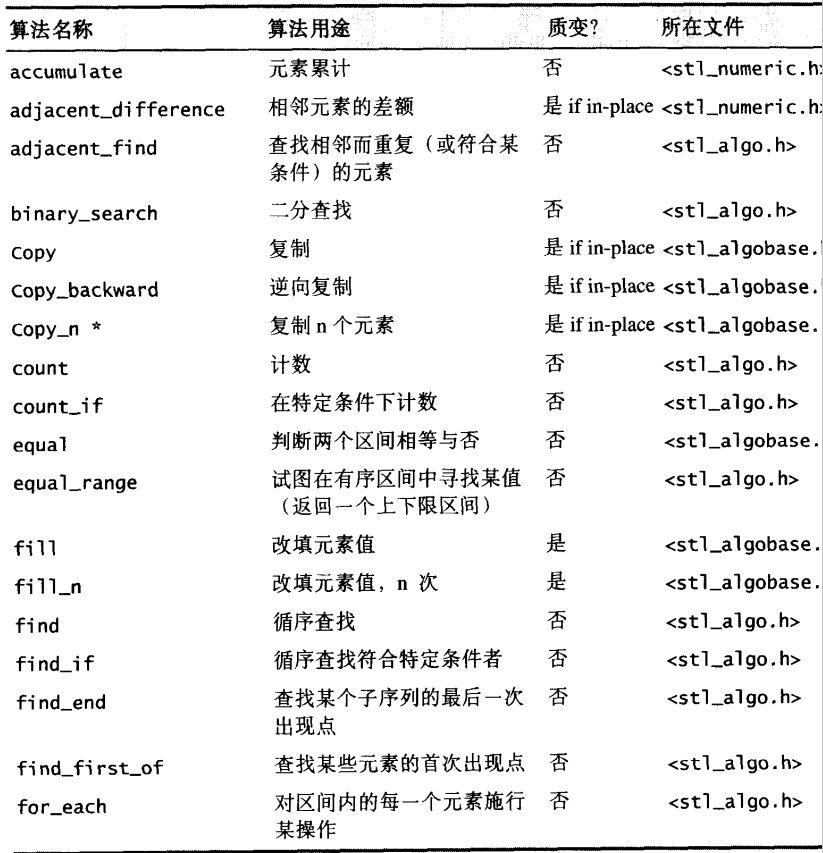 算法名称 算法用途 质变? 所在文件
accumulate 元素累计 否 <stl_numeric.h>
adjacent_difference 相邻元素的差额 是 if in-place <stl_numeric.h>
adjacent_find 查找相邻而重复（或符合某 否 <stl_algo.h>
条件）的元素
binary_search 二分查找 否 <stl_algo.h>
Copy 复制 是 if in-place <stl_algobase.
Copy_backward 逆向复制 是 if in-place <stl_algobase.
Copy_n * 复制 n 个元素 是 if in-place <stl_algobase.
count 计数 否 <stl_algo.h>
count_if 在特定条件下计数 否 <stl_algo.h>
equal 判断两个区间相等与否 否 <stl_algobase.
equal_range 试图在有序区间中寻找某值 否 <stl_algo.h>
（返回一个上下限区间）
fill 改填元素值 是 <stl_algobase.
fill_n 改填元素值，n 次 是 <stl_algobase.
find 循序查找 否 <stl_algo.h>
find_if 循序查找符合特定条件者 否 <stl_algo.h>
find_end 查找某个子序列的最后一次 否 <stl_algo.h>
出现点
find_first_of 查找某些元素的首次出现点 否 <stl_algo.h>
for_each 对区间内的每一个元素施行 否 <stl_algo.h>
某操作